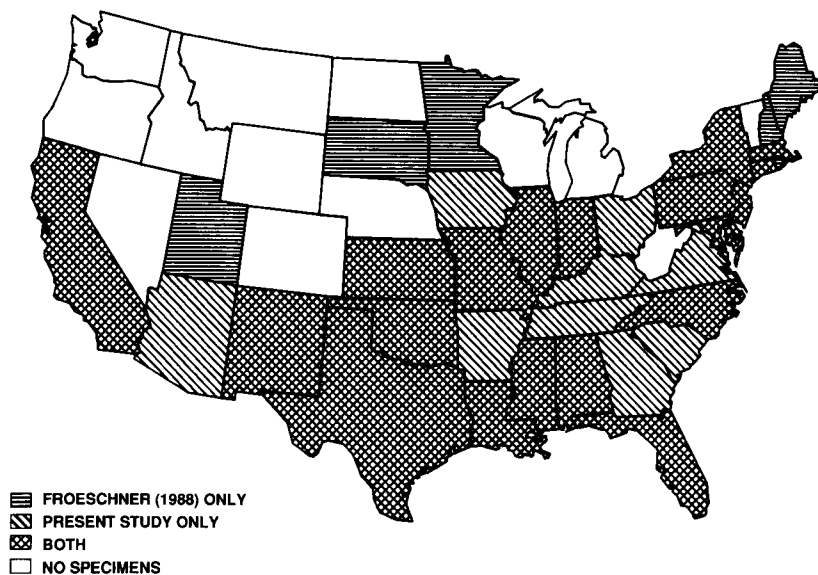 FROESCHNER (1988) ONLY
PRESENT STUDY ONLY
BOTH
NO SPECIMENS